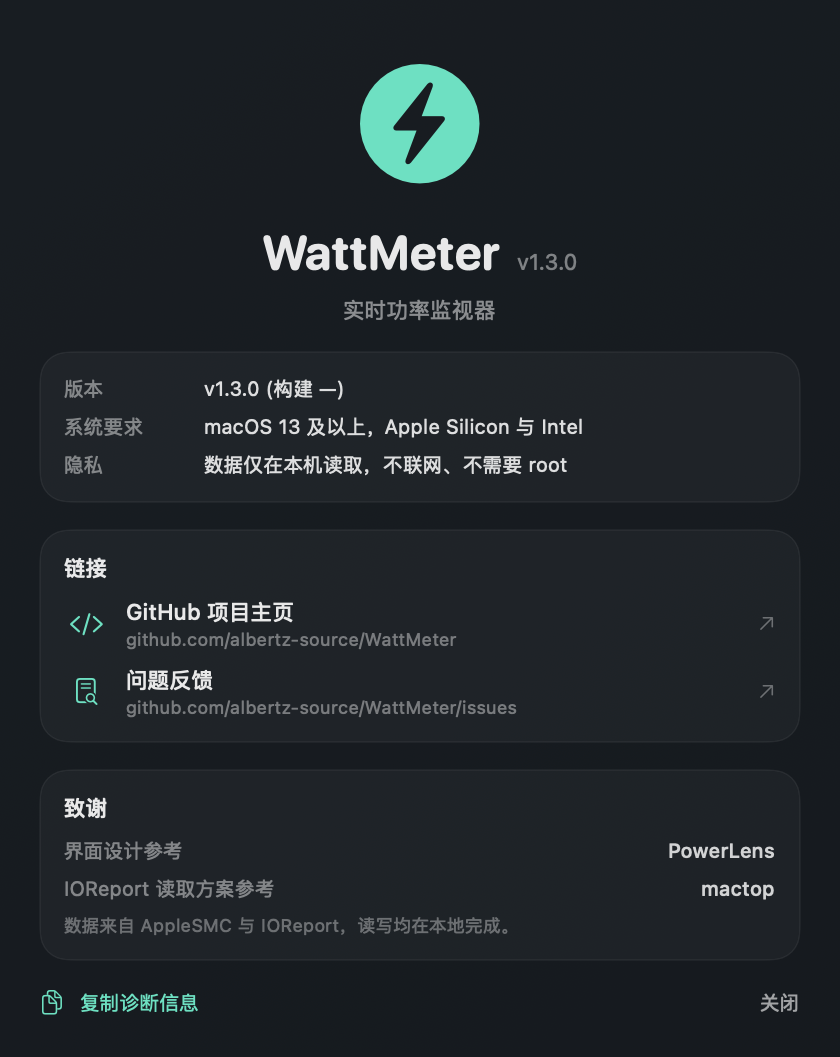 WattMeter v1.3.0
实时功率监视器
版本 v1.3.0 (构建 —)
系统要求 macOS 13 及以上，Apple Silicon 与 Intel
隐私 数据仅在本机读取，不联网、不需要 root
链接
GitHub 项目主页
github.com/albertz-source/WattMeter
问题反馈
github.com/albertz-source/WattMeter/issues
致谢
界面设计参考 PowerLens
IOReport 读取方案参考 mactop
数据来自 AppleSMC 与 IOReport，读写均在本地完成。
复制诊断信息 关闭